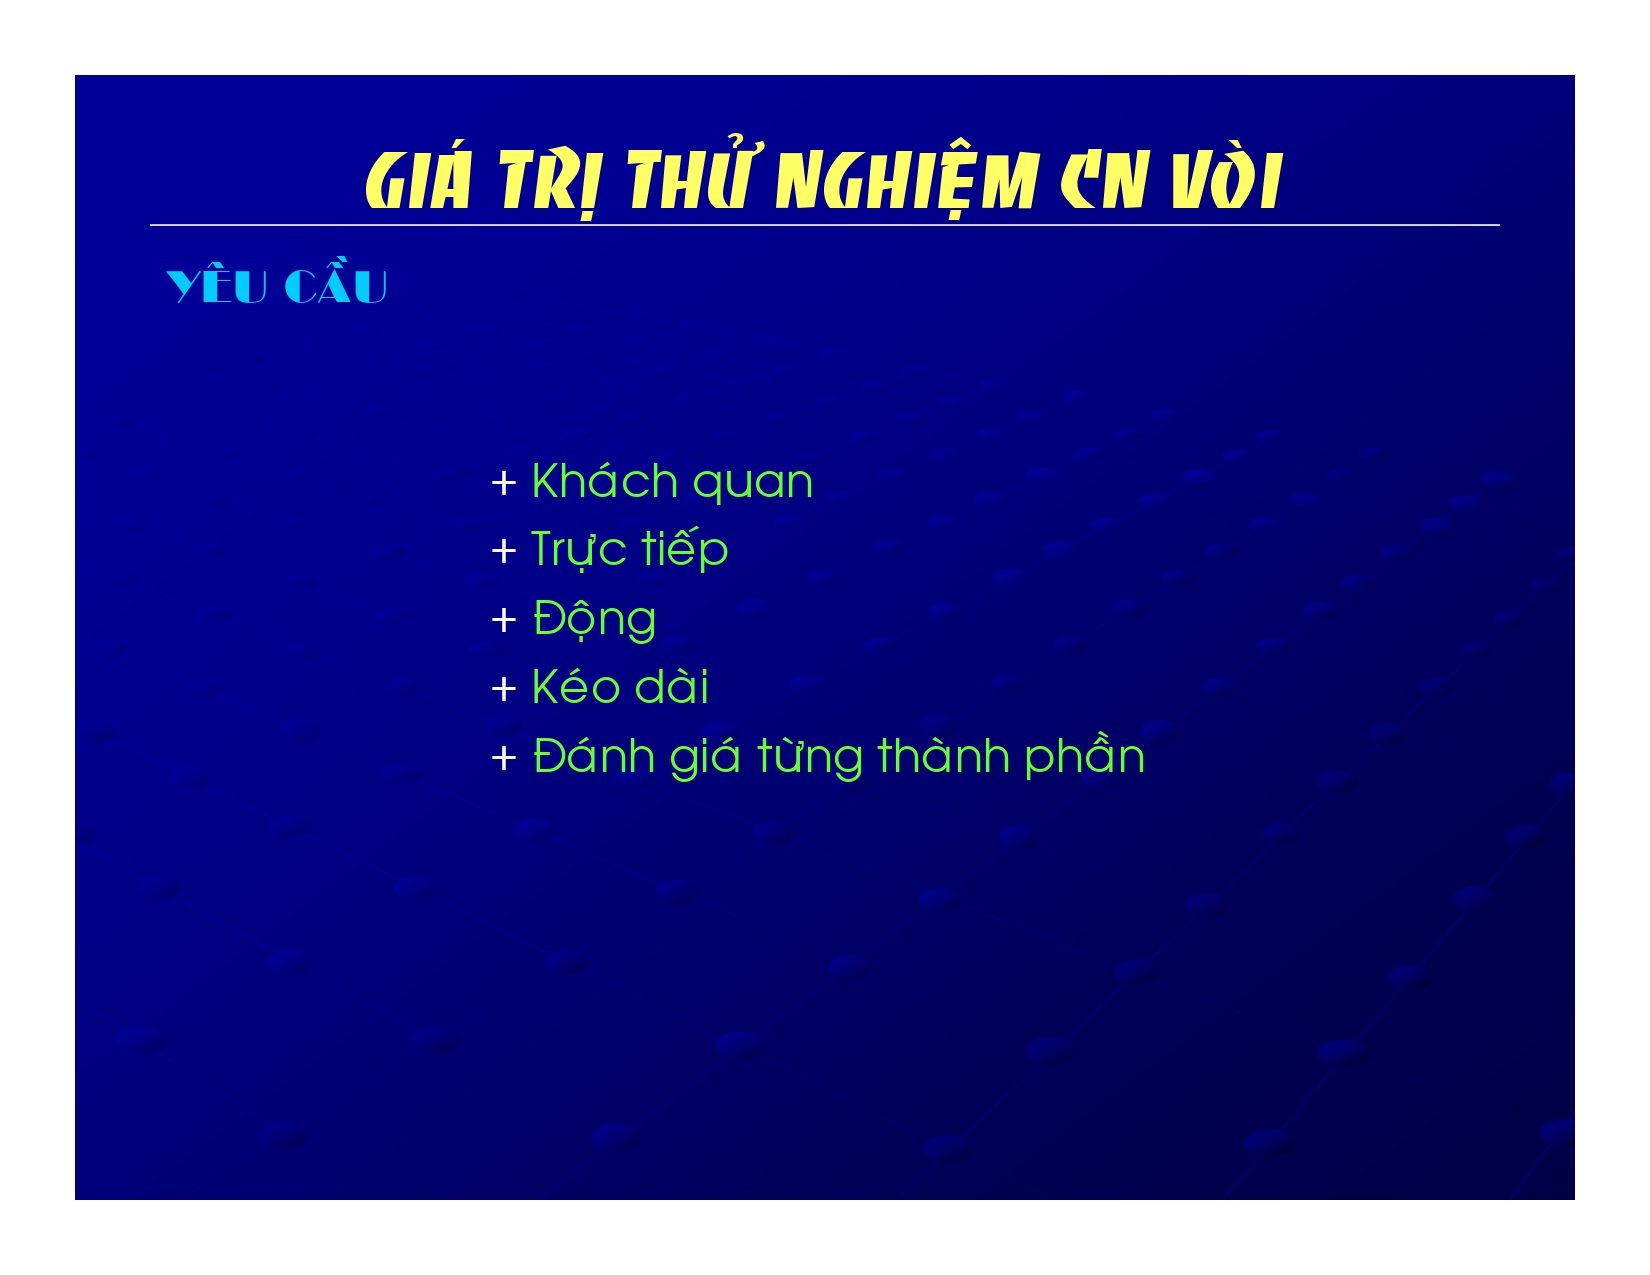 GIÁ TRỊ THỬ NGHIỆM CN VÒI
YÊU CẦU
+ Khách quan
+ Trực tiếp
+ Động
+ Kéo dài
+ Đánh giá từng thành phần